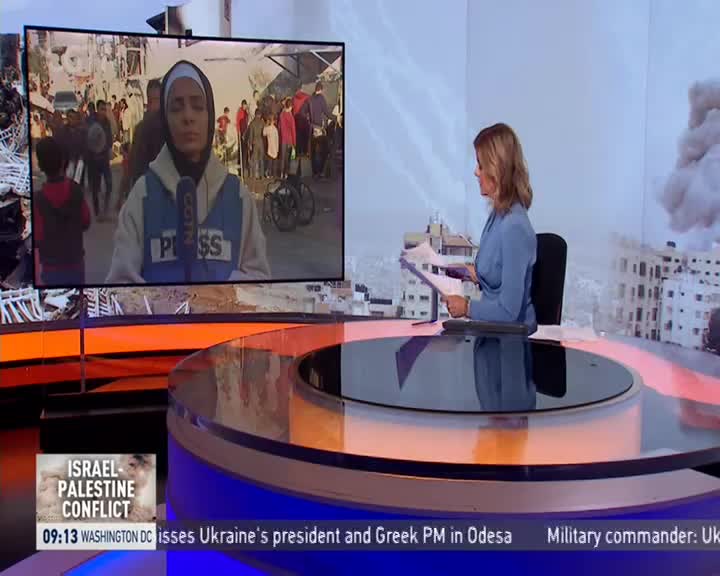 CGTN
PRESS
ISRAEL-
PALESTINE
CONFLICT
09:13 WASHINGTON DC
isses Ukraine's president and Greek PM in Odesa Military commander: Uk